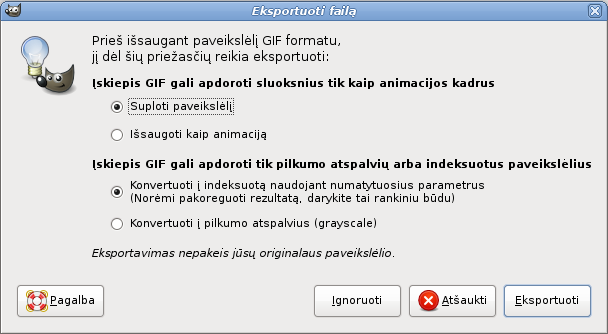 Eksportuoti failą
Prieš išsaugant paveikslėlį GIF formatu,
jį dėl šių priežasčių reikia eksportuoti:
Įskiepis GIF gali apdoroti sluoksnius tik kaip animacijos kadrus
Suploti paveikslėlį
Išsaugoti kaip animaciją
Įskiepis GIF gali apdoroti tik pilkumo atspalvių arba indeksuotus paveikslėlius
Konvertuoti į indeksuotą naudojant numatytuosius parametrus
(Norėmi pakoreguoti rezultatą, darykite tai rankiniu būdu)
Konvertuoti į pilkumo atspalvius (grayscale)
Eksportavimas nepakeis jūsų originalaus paveikslėlio.
Pagalba
Ignoruoti
Atšaukti
Eksportuoti